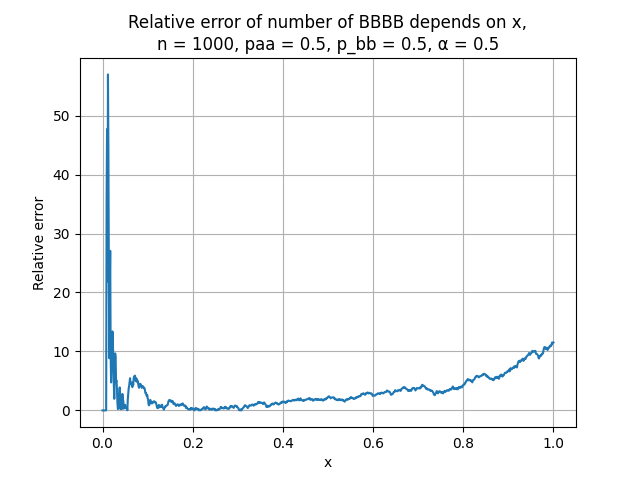 Relative error of number of BBBB depends on x,
n = 1000, paa = 0.5, p_bb = 0.5, α = 0.5
Relative error
50
40
30
20
10
0
0.0 0.2 0.4 0.6 0.8 1.0
x